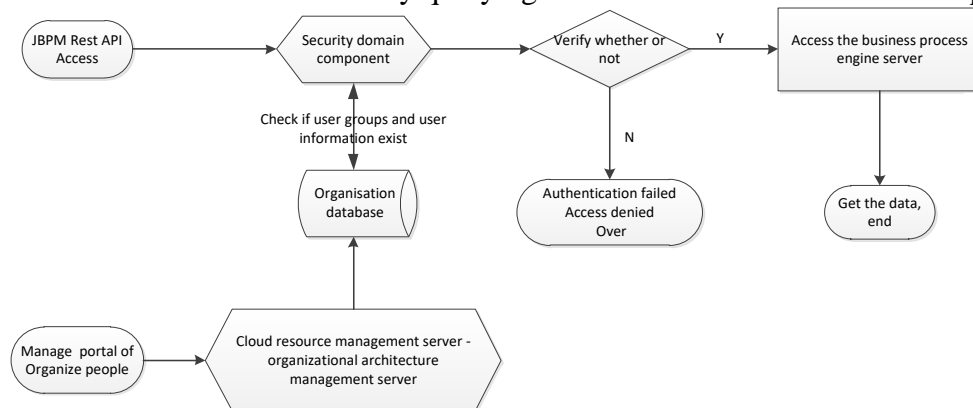 JBPM Rest API
Access
Security domain
component
Verify whether or
not
Y
Access the business process
engine server
Check if user groups and user
information exist
N
Organisation
database
Authentication failed
Access denied
Over
Get the data,
end
Manage portal of
Organize people
Cloud resource management server -
organizational architecture
management server